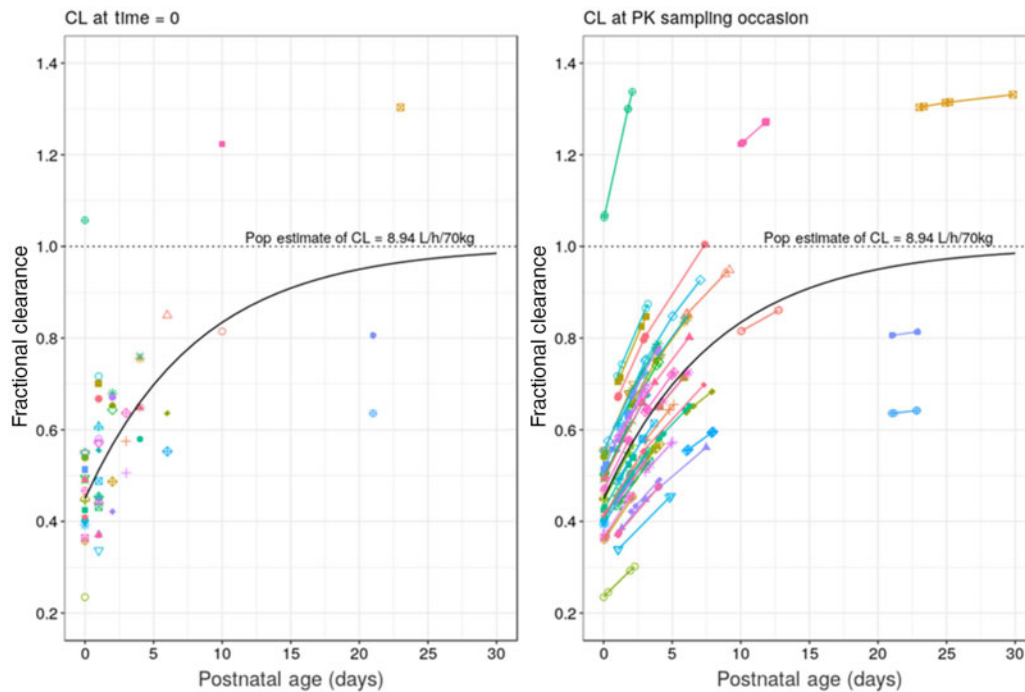 CL at time = 0
Fractional clearance
1.4
1.2
1.0
0.8
0.6
0.4
0.2
Pop estimate of CL = 8.94 L/h/70kg
0 5 10 15 20 25 30
Postnatal age (days)
CL at PK sampling occasion
Fractional clearance
1.4
1.2
1.0
0.8
0.6
0.4
0.2
Pop estimate of CL = 8.94 L/h/70kg
0 5 10 15 20 25 30
Postnatal age (days)